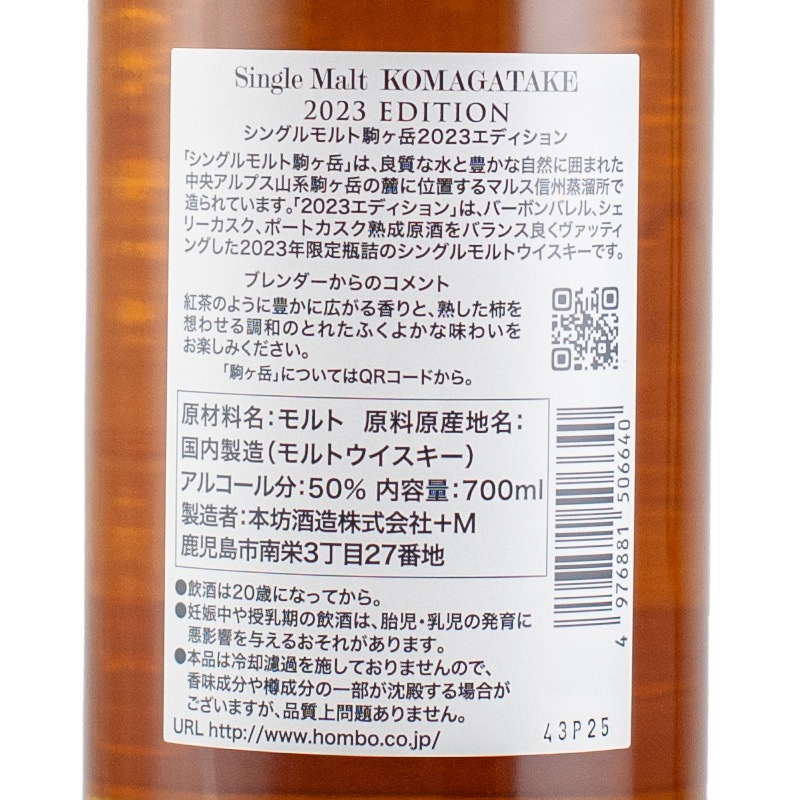 Single Malt KOMAGATAKE
2023 EDITION
シングルモルト駒ヶ岳2023エディション
「シングルモルト駒ヶ岳」は、良質な水と豊かな自然に囲まれた
中央アルプス山系駒ヶ岳の麓に位置するマルス信州蒸溜所で
造られています。「2023エディション」は、バーボンバレル、シェ
リーカスク、ポートカスク熟成原酒をバランス良くヴァッティ
ングした2023年限定瓶詰のシングルモルトウイスキーです。
ブレンダーからのコメント
紅茶のように豊かに広がる香りと、熟した柿を
想わせる調和のとれたふくよかな味わいを
お楽しみください。
「駒ヶ岳」についてはQRコードから。
原材料名：モルト 原料原産地名：
国内製造（モルトウイスキー）
アルコール分：50% 内容量：700ml
製造者：本坊酒造株式会社+M
鹿児島市南栄3丁目27番地
4 976881 506640
●飲酒は20歳になってから。
●妊娠中や授乳期の飲酒は、胎児・乳児の発育に
悪影響を与えるおそれがあります。
●本品は冷却濾過を施しておりませんので、
香味成分や樽成分の一部が沈殿する場合が
ございますが、品質上問題ありません。
URL http://www.hombo.co.jp/
43P25